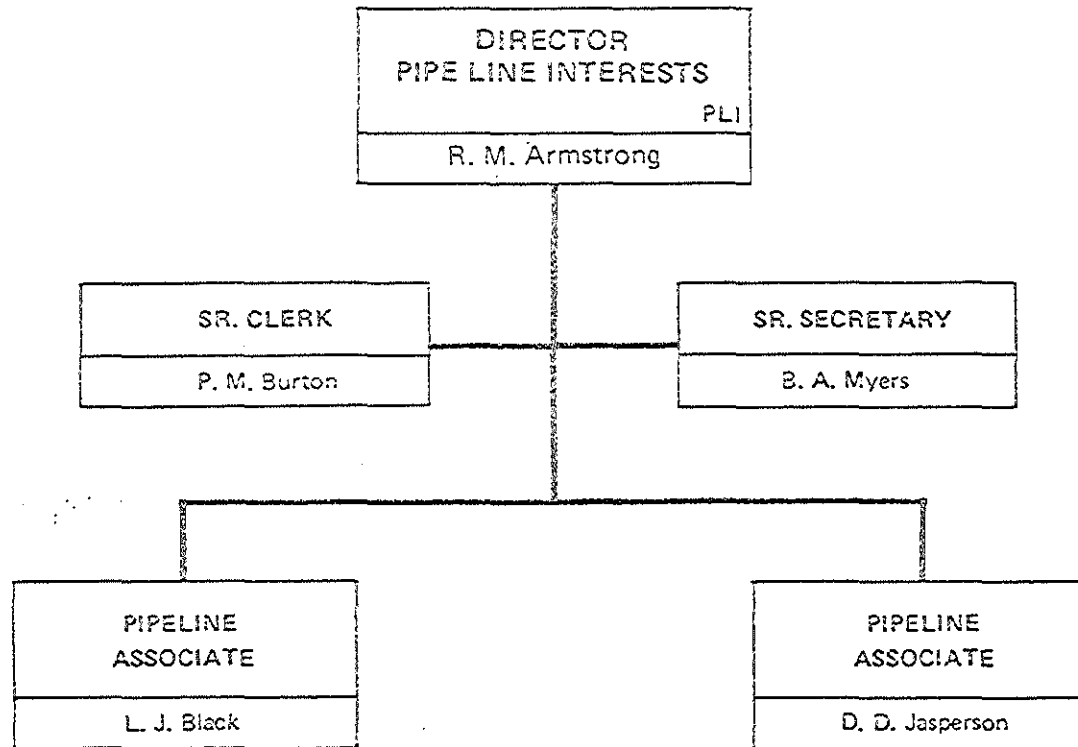 DIRECTOR
PIPE LINE INTERESTS
PLI
R. M. Armstrong
SR. CLERK
P. M. Burton
SR. SECRETARY
B. A. Myers
PIPELINE
ASSOCIATE
L. J. Black
PIPELINE
ASSOCIATE
D. D. Jasperson